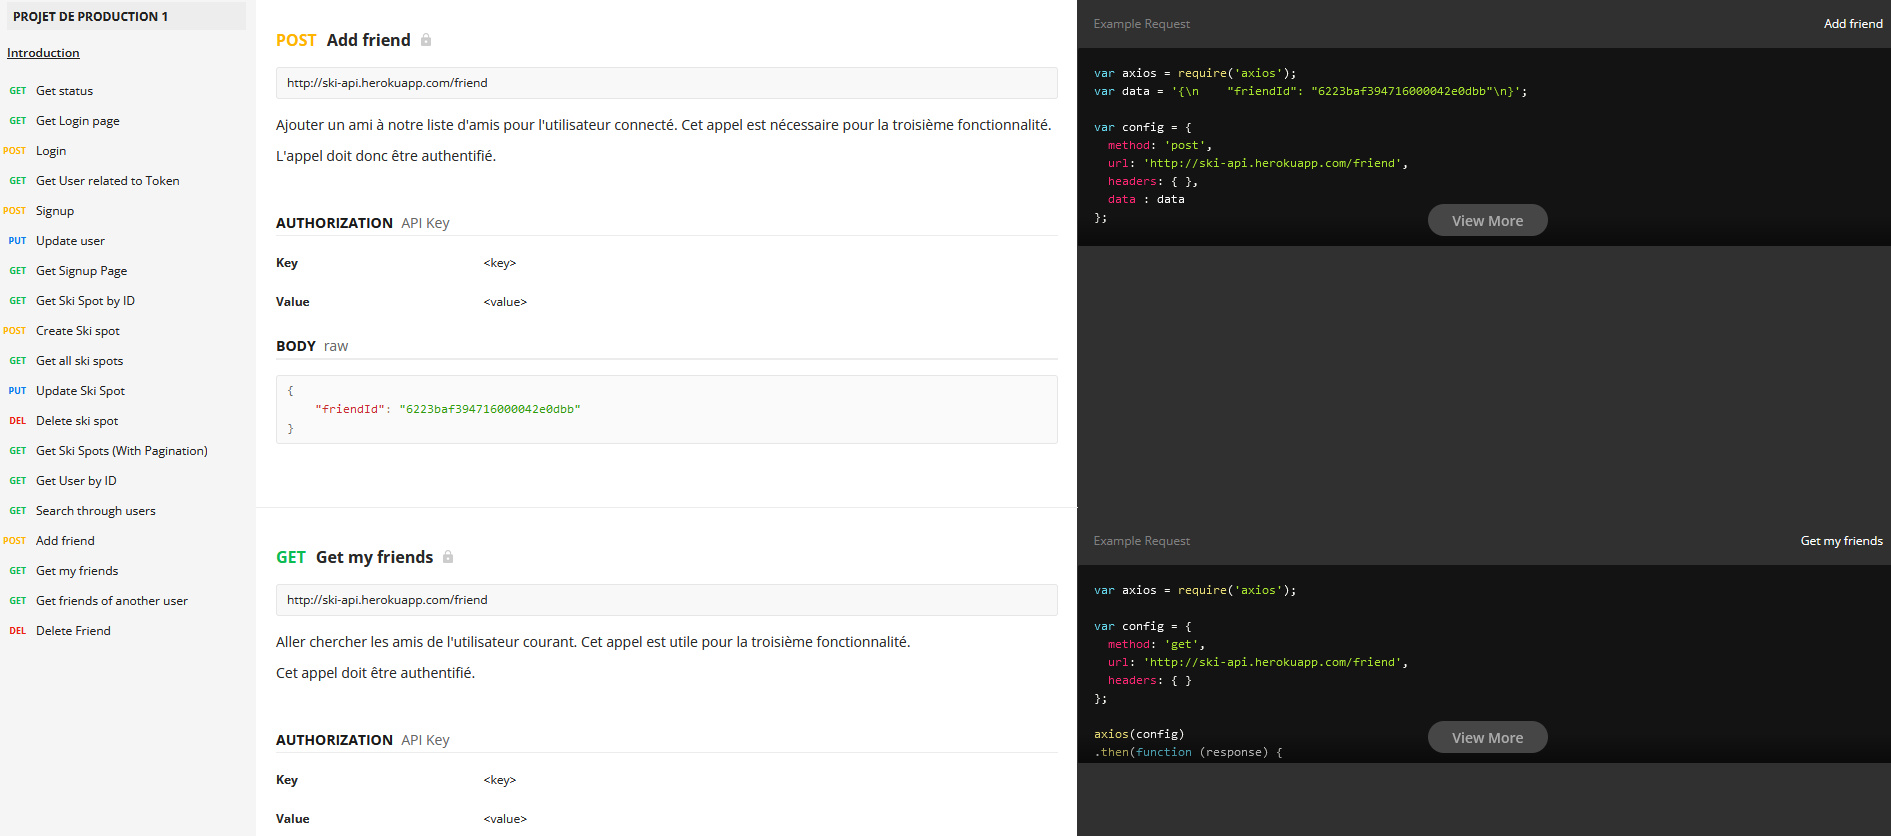 PROJET DE PRODUCTION 1
Introduction
GET Get status
GET Get Login page
POST Login
GET Get User related to Token
POST Signup
PUT Update user
GET Get Signup Page
GET Get Ski Spot by ID
POST Create Ski spot
GET Get all ski spots
PUT Update Ski Spot
DEL Delete ski spot
GET Get Ski Spots (With Pagination)
GET Get User by ID
GET Search through users
POST Add friend
GET Get my friends
GET Get friends of another user
DEL Delete Friend
POST Add friend
http://ski-api.herokuapp.com/friend
Ajouter un ami à notre liste d'amis pour l'utilisateur connecté. Cet appel est nécessaire pour la troisième fonctionnalité.
L'appel doit donc être authentifié.
AUTHORIZATION API Key
Key <key>
Value <value>
BODY raw
{
"friendId": "6223baf394716000042e0dbb"
}
Example Request Add friend
var axios = require('axios');
var data = '{\n    "friendId": "6223baf394716000042e0dbb"\n}';
var config = {
method: 'post',
url: 'http://ski-api.herokuapp.com/friend',
headers: { },
data : data
};
View More
GET Get my friends
http://ski-api.herokuapp.com/friend
Aller chercher les amis de l'utilisateur courant. Cet appel est utile pour la troisième fonctionnalité.
Cet appel doit être authentifié.
AUTHORIZATION API Key
Key <key>
Value <value>
Example Request Get my friends
var axios = require('axios');
var config = {
method: 'get',
url: 'http://ski-api.herokuapp.com/friend',
headers: { }
};
axios(config)
.then(function (response) {
View More